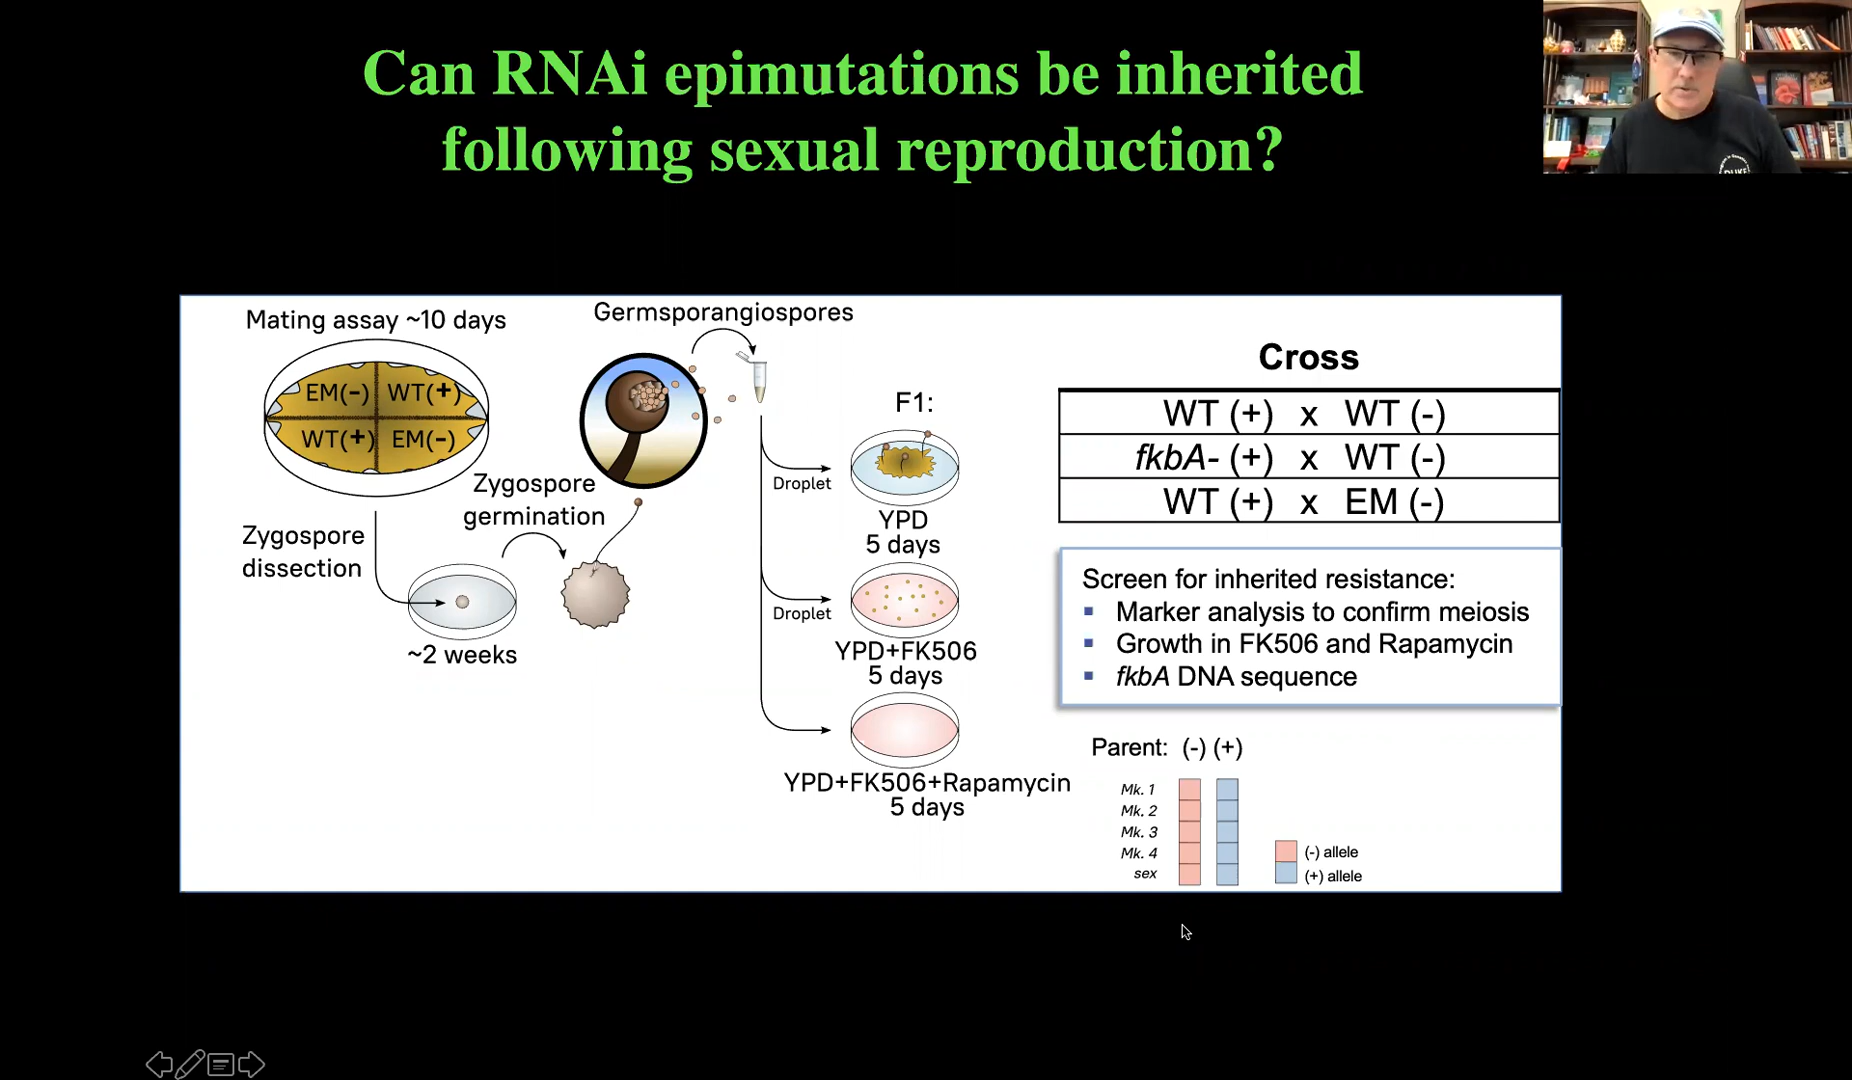 Can RNAi epimutations be inherited
following sexual reproduction?
DUKE
Mating assay ~10 days
EM(-) WT(+)
WT(+) EM(-)
Zygospore
dissection
~2 weeks
Zygospore
germination
Germsporangiospores
F1:
Droplet
YPD
5 days
Droplet
YPD+FK506
5 days
YPD+FK506+Rapamycin
5 days
Cross
WT (+) x WT (-)
fkbA- (+) x WT (-)
WT (+) x EM (-)
Screen for inherited resistance:
▪ Marker analysis to confirm meiosis
▪ Growth in FK506 and Rapamycin
▪ fkbA DNA sequence
Parent: (-) (+)
Mk. 1
Mk. 2
Mk. 3
Mk. 4
sex
(-) allele
(+) allele